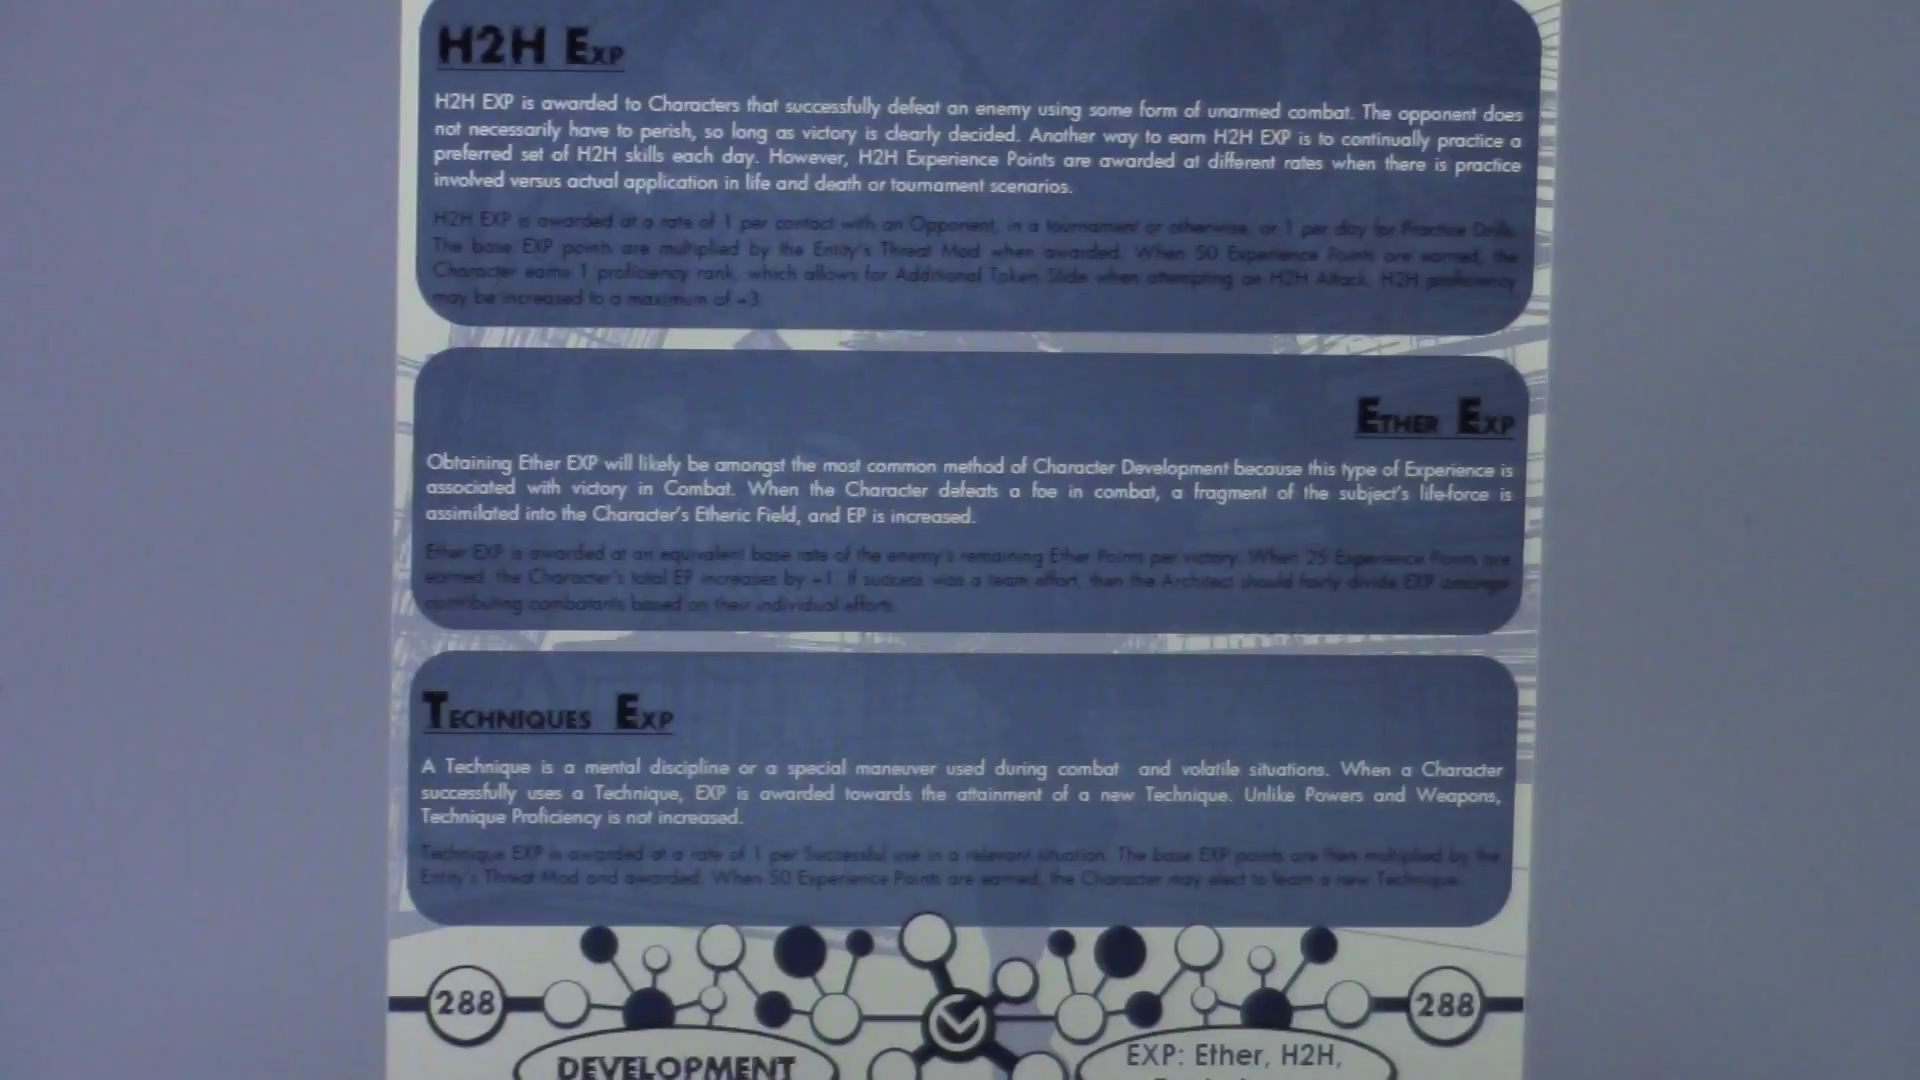 H2H EXP
H2H EXP is awarded to Characters that successfully defeat an enemy using some form of unarmed combat. The opponent does
not necessarily have to perish, so long as victory is clearly decided. Another way to earn H2H EXP is to continually practice a
preferred set of H2H skills each day. However, H2H Experience Points are awarded at different rates when there is practice
involved versus actual application in life and death or tournament scenarios.
H2H EXP is awarded at a rate of 1 per contact with an Opponent, in a tournament or otherwise, or 1 per day for Practice Drills.
The base EXP points are multiplied by the Entity's Threat Mod when awarded. When 50 Experience Points are earned, the
Character earns 1 proficiency rank, which allows for Additional Token Slide when attempting an H2H Attack. H2H proficiency
may be increased to a maximum of +3.
ETHER EXP
Obtaining Ether EXP will likely be amongst the most common method of Character Development because this type of Experience is
associated with victory in Combat. When the Character defeats a foe in combat, a fragment of the subject's life-force is
assimilated into the Character's Etheric Field, and EP is increased.
Ether EXP is awarded at an equivalent base rate of the enemy's remaining Ether Points per victory. When 25 Experience Points are
earned, the Character's total EP increases by +1. If success was a team effort, then the Architect should fairly divide EXP amongst
contributing combatants based on their individual efforts.
TECHNIQUES EXP
A Technique is a mental discipline or a special maneuver used during combat and volatile situations. When a Character
successfully uses a Technique, EXP is awarded towards the attainment of a new Technique. Unlike Powers and Weapons,
Technique Proficiency is not increased.
Technique EXP is awarded at a rate of 1 per Successful use in a relevant situation. The base EXP points are then multiplied by the
Entity's Threat Mod and awarded. When 50 Experience Points are earned, the Character may elect to learn a new Technique.
288
288
DEVELOPMENT
EXP: Ether, H2H,